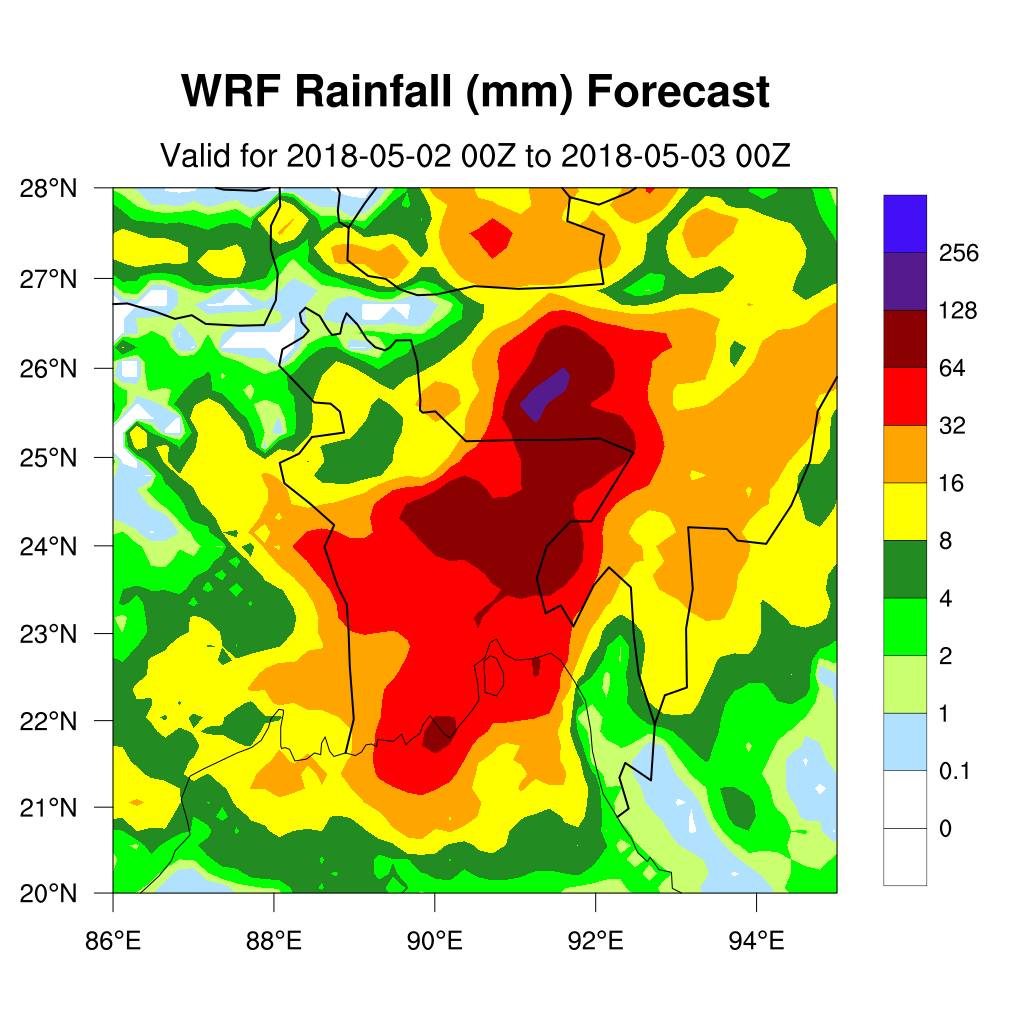 WRF Rainfall (mm) Forecast
Valid for 2018-05-02 00Z to 2018-05-03 00Z
28°N
27°N
26°N
25°N
24°N
23°N
22°N
21°N
20°N
86°E
88°E
90°E
92°E
94°E
256
128
64
32
16
8
4
2
1
0.1
0